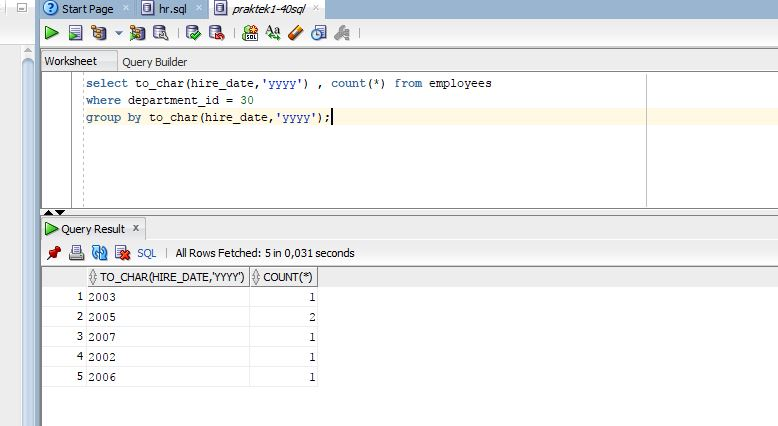 Start Page × hr.sql × praktek1-40sql ×
Worksheet Query Builder
select to_char(hire_date,'yyyy') , count(*) from employees
where department_id = 30
group by to_char(hire_date,'yyyy');
Query Result x
SQL | All Rows Fetched: 5 in 0,031 seconds
TO_CHAR(HIRE_DATE,'YYYY') COUNT(*)
1 2003 1
2 2005 2
3 2007 1
4 2002 1
5 2006 1